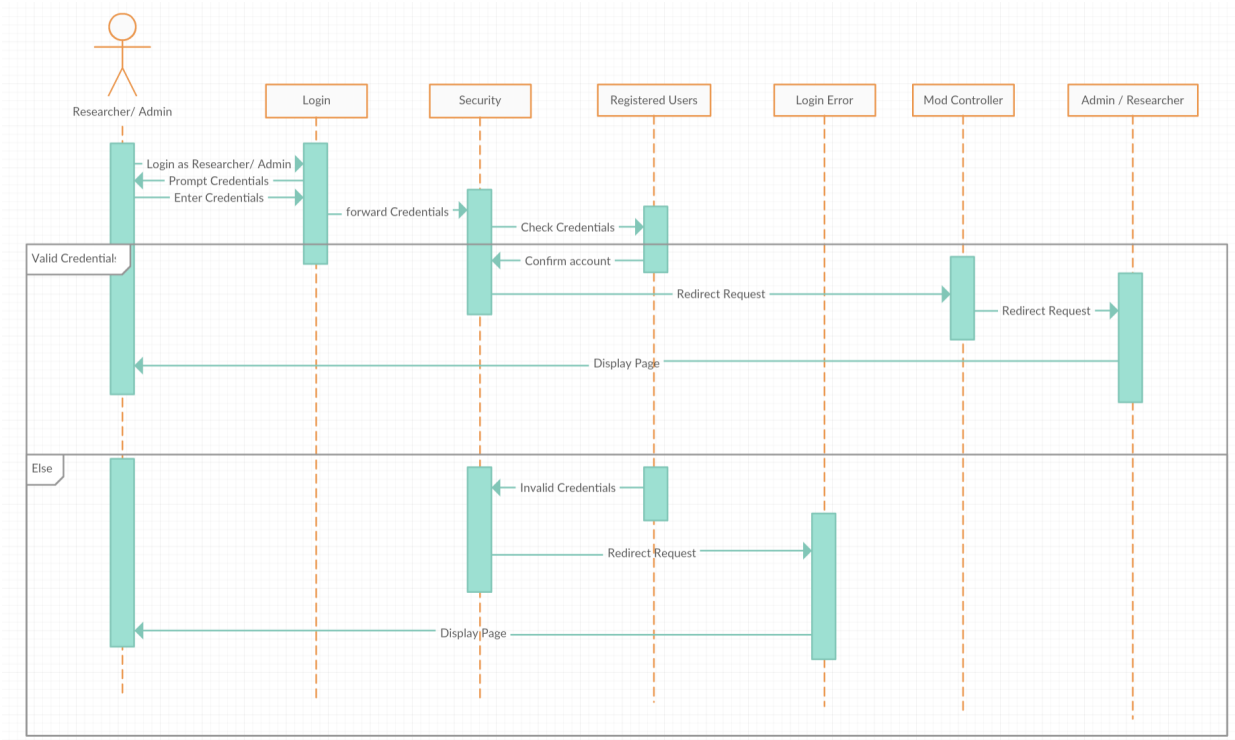 Researcher/ Admin
Login
Security
Registered Users
Login Error
Mod Controller
Admin / Researcher
Login as Researcher/ Admin
Prompt Credentials
Enter Credentials
forward Credentials
Check Credentials
Valid Credentials
Confirm account
Redirect Request
Redirect Request
Display Page
Else
Invalid Credentials
Redirect Request
Display Page